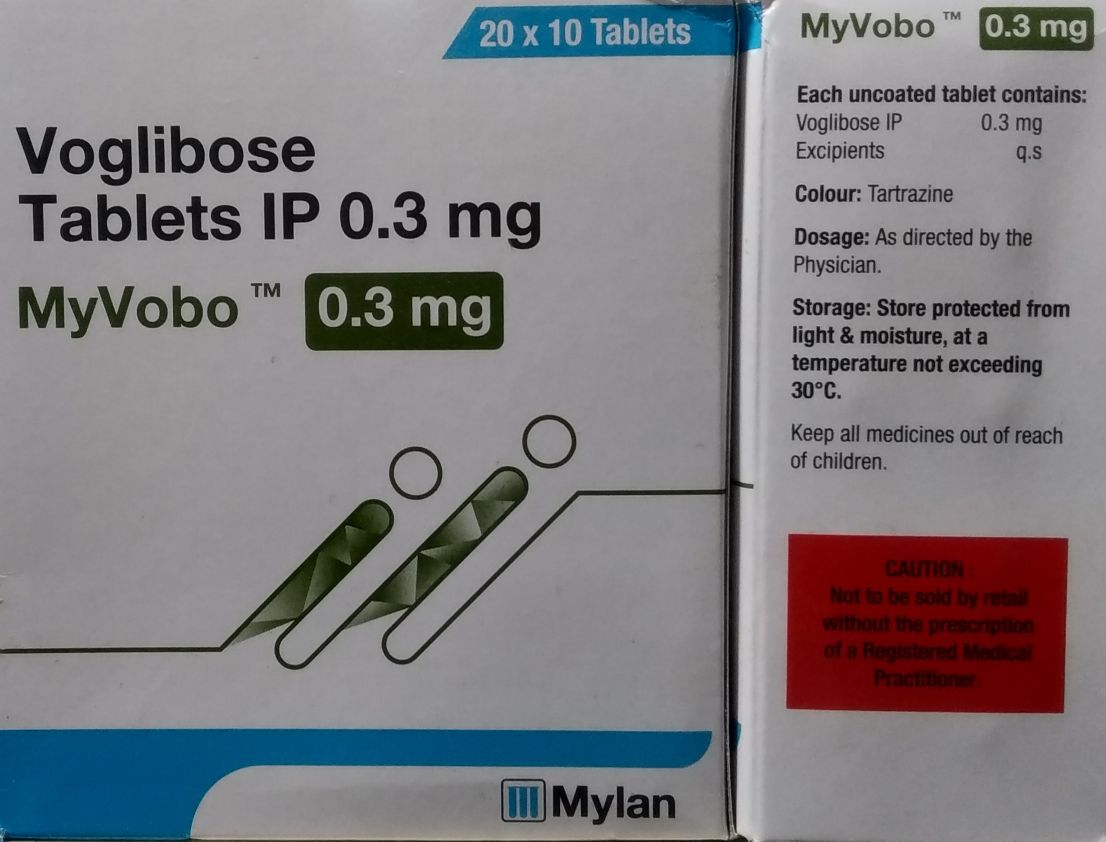 20 x 10 Tablets
Voglibose
Tablets IP 0.3 mg
MyVobo™ 0.3 mg
Mylan
MyVobo™ 0.3 mg
Each uncoated tablet contains:
Voglibose IP 0.3 mg
Excipients q.s
Colour: Tartrazine
Dosage: As directed by the
Physician.
Storage: Store protected from
light & moisture, at a
temperature not exceeding
30°C.
Keep all medicines out of reach
of children.
CAUTION :
Not to be sold by retail
without the prescription
of a Registered Medical
Practitioner.